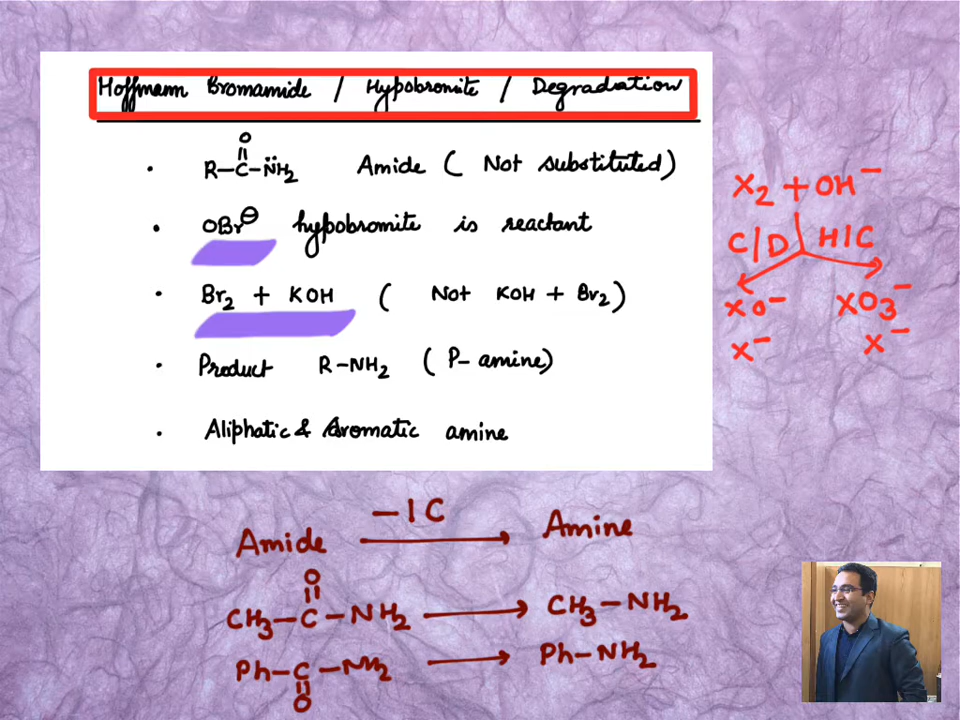 Hoffmann Bromamide / Hypobromite / Degradation
• R-C(=O)-N̈H₂ Amide ( Not substituted)
• OBr⊖ hypobromite is reactant
• Br₂ + KOH ( Not KOH + Br₂)
• Product R-NH₂ ( P- amine)
• Aliphatic & Aromatic amine
X₂ + OH⁻
C/D H/C
XO⁻ XO₃⁻
X⁻ X⁻
Amide —1C→ Amine
CH₃-C(=O)-NH₂ → CH₃-NH₂
Ph-C(=O)-NH₂ → Ph-NH₂